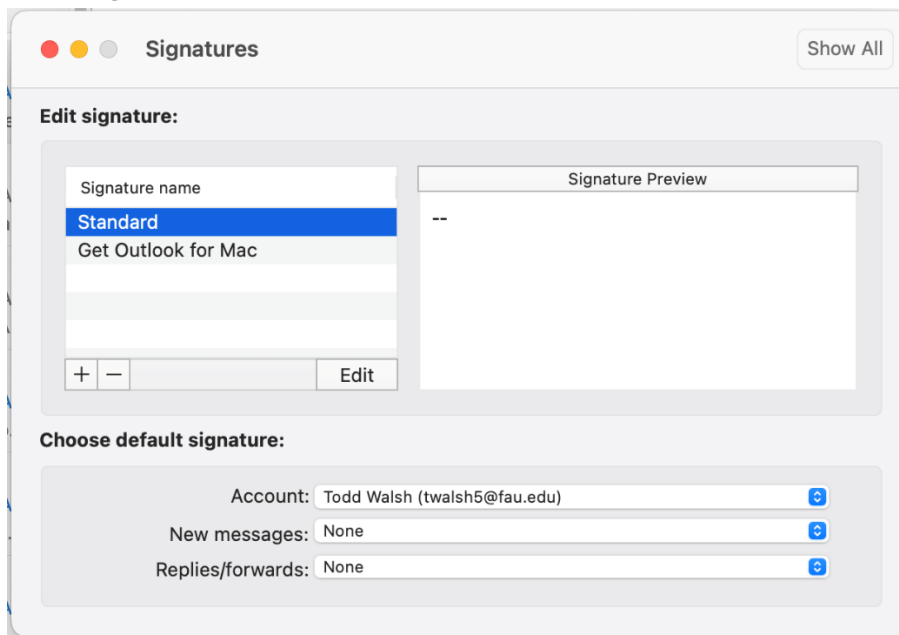 Signatures
Show All
Edit signature:
Signature name
Signature Preview
Standard
--
Get Outlook for Mac
+ −
Edit
Choose default signature:
Account: Todd Walsh (twalsh5@fau.edu)
New messages: None
Replies/forwards: None